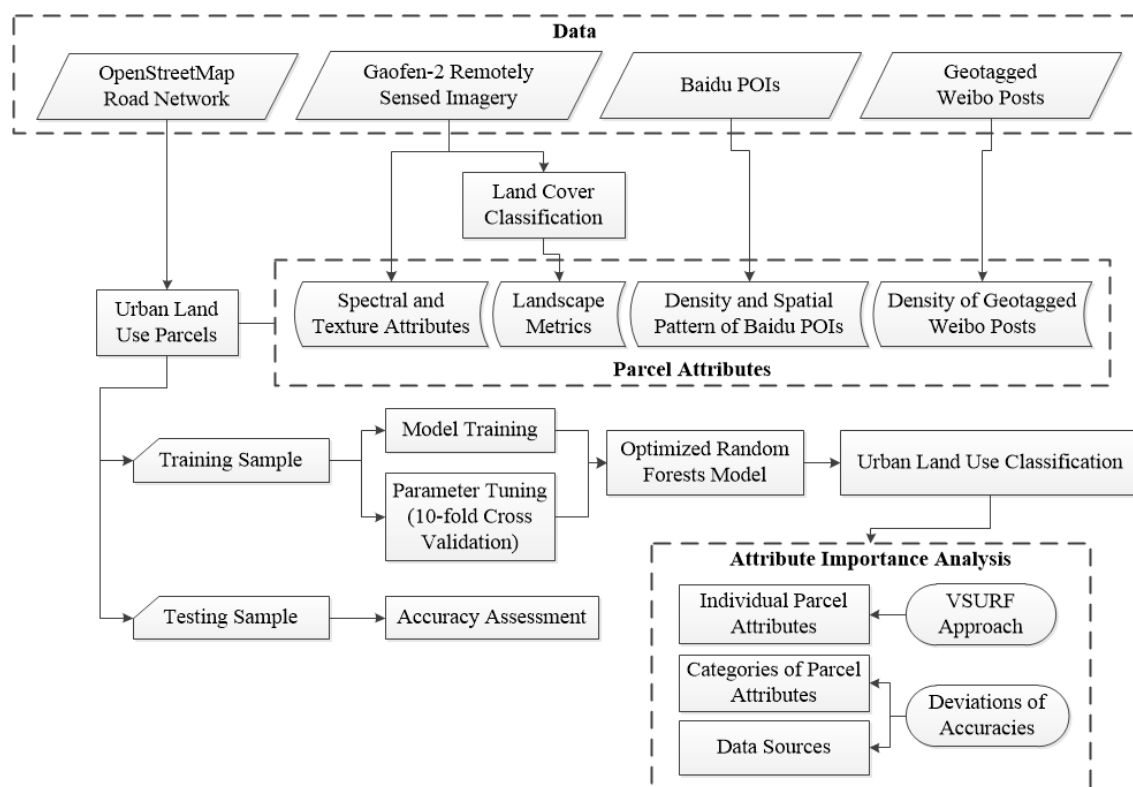 Data
OpenStreetMap
Road Network
Gaofen-2 Remotely
Sensed Imagery
Baidu POIs
Geotagged
Weibo Posts
Land Cover
Classification
Urban Land
Use Parcels
Spectral and
Texture Attributes
Landscape
Metrics
Density and Spatial
Pattern of Baidu POIs
Density of Geotagged
Weibo Posts
Parcel Attributes
Training Sample
Model Training
Parameter Tuning
(10-fold Cross
Validation)
Optimized Random
Forests Model
Urban Land Use Classification
Testing Sample
Accuracy Assessment
Attribute Importance Analysis
Individual Parcel
Attributes
VSURF
Approach
Categories of Parcel
Attributes
Deviations of
Accuracies
Data Sources